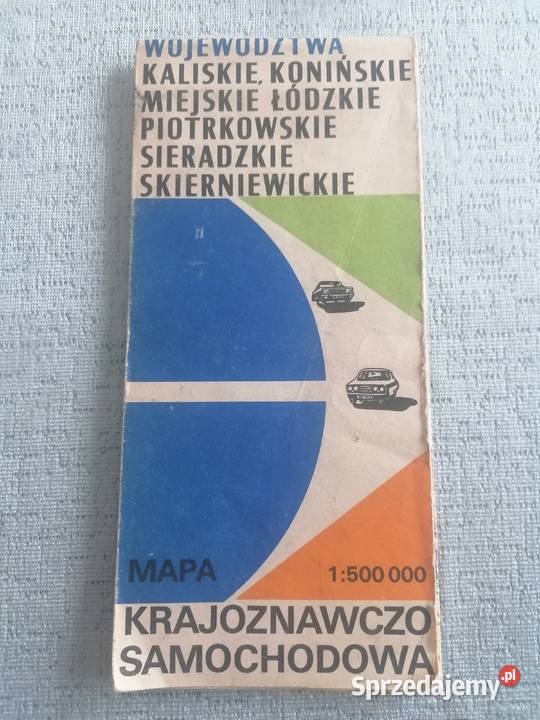 WOJEWÓDZTWA
KALISKIE, KONIŃSKIE
MIEJSKIE ŁÓDZKIE
PIOTRKOWSKIE
SIERADZKIE
SKIERNIEWICKIE
MAPA 1:500 000
KRAJOZNAWCZO
SAMOCHODOWA
Sprzedajemy.pl